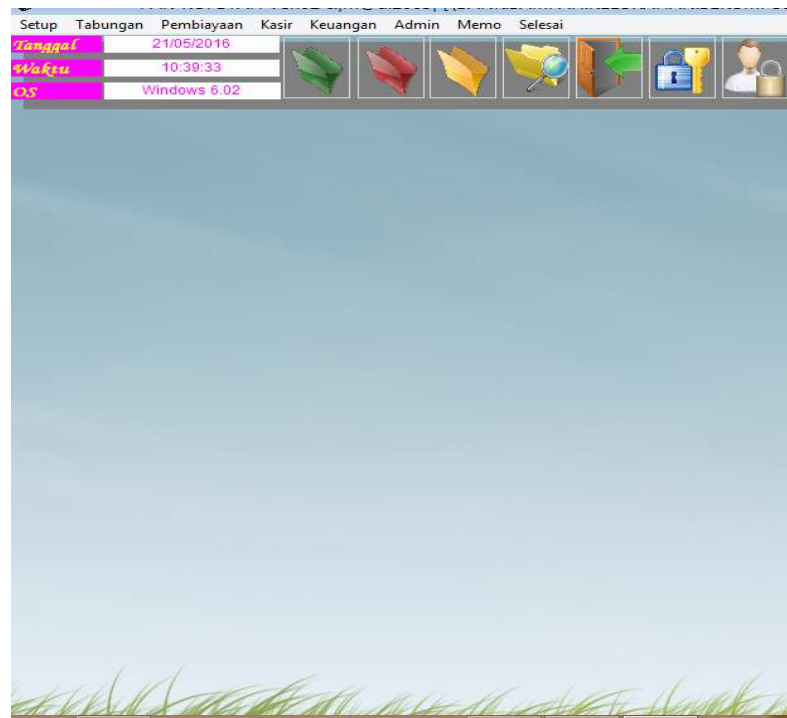 Setup Tabungan Pembiayaan Kasir Keuangan Admin Memo Selesai
Tanggal 21/05/2016
Waktu 10:39:33
OS Windows 6.02